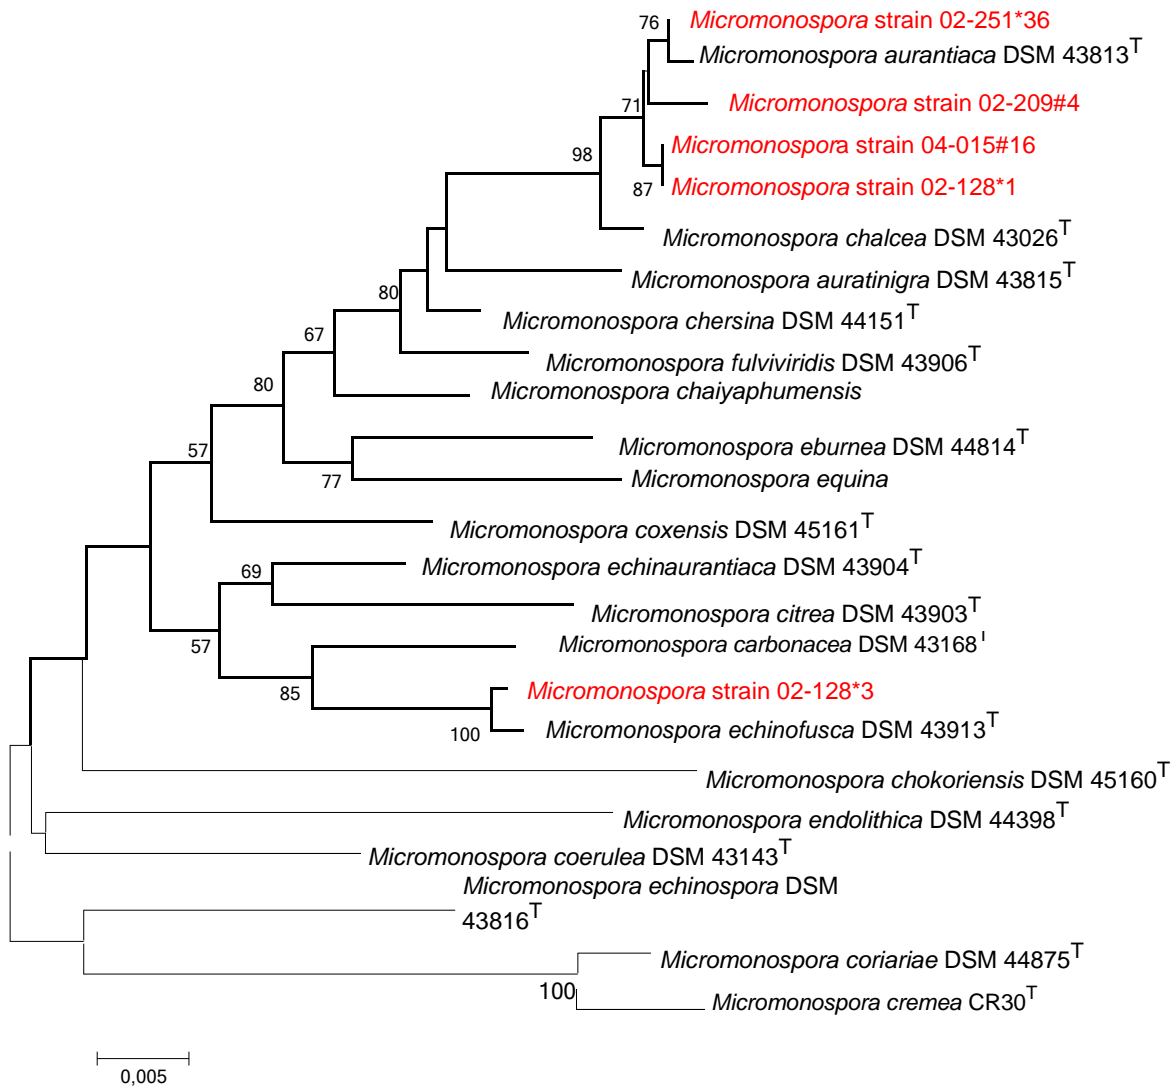 76
Micromonospora strain 02-251*36
Micromonospora aurantiaca DSM 43813T
71
Micromonospora strain 02-209#4
98
Micromonospora strain 04-015#16
87
Micromonospora strain 02-128*1
Micromonospora chalcea DSM 43026T
Micromonospora auratinigra DSM 43815T
80
Micromonospora chersina DSM 44151T
67
Micromonospora fulviviridis DSM 43906T
80
Micromonospora chaiyaphumensis
57
Micromonospora eburnea DSM 44814T
77
Micromonospora equina
Micromonospora coxensis DSM 45161T
69
Micromonospora echinaurantiaca DSM 43904T
Micromonospora citrea DSM 43903T
57
Micromonospora carbonacea DSM 43168T
85
Micromonospora strain 02-128*3
100
Micromonospora echinofusca DSM 43913T
Micromonospora chokoriensis DSM 45160T
Micromonospora endolithica DSM 44398T
Micromonospora coerulea DSM 43143T
Micromonospora echinospora DSM
43816T
Micromonospora coriariae DSM 44875T
100
Micromonospora cremea CR30T
0,005